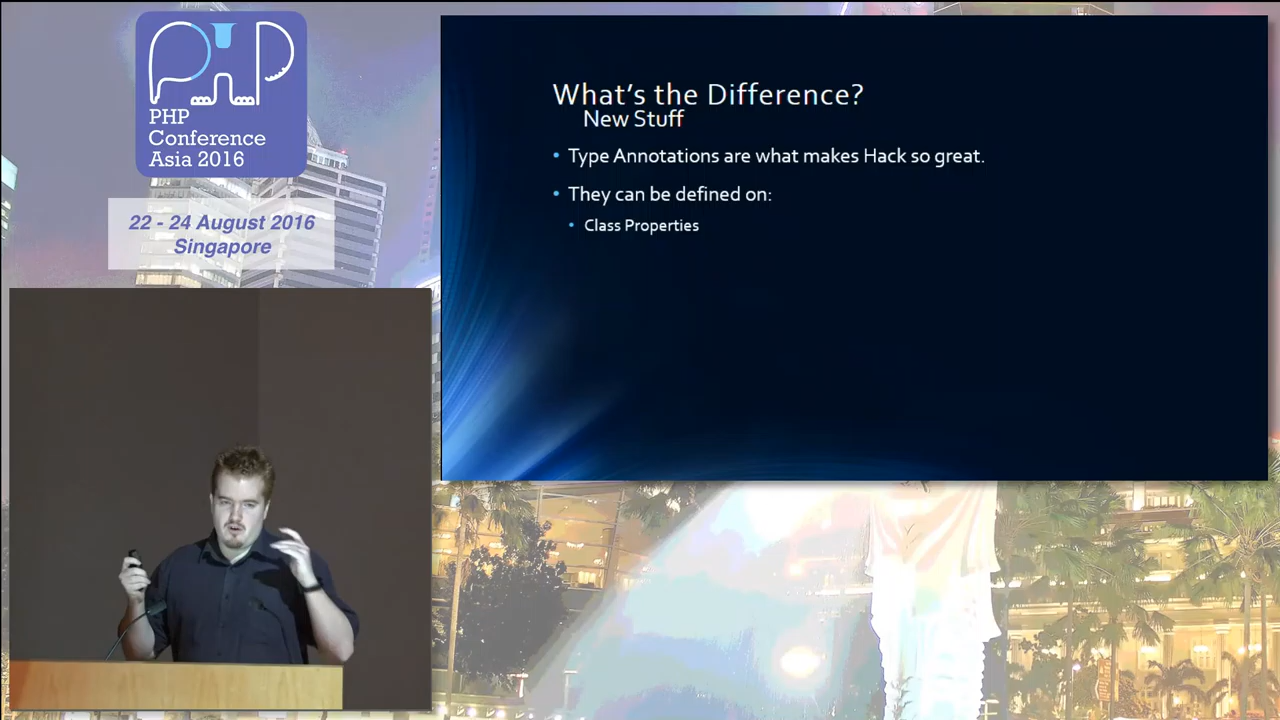 PHP
PHP
Conference
Asia 2016
22 - 24 August 2016
Singapore
What's the Difference?
New Stuff
• Type Annotations are what makes Hack so great.
• They can be defined on:
• Class Properties